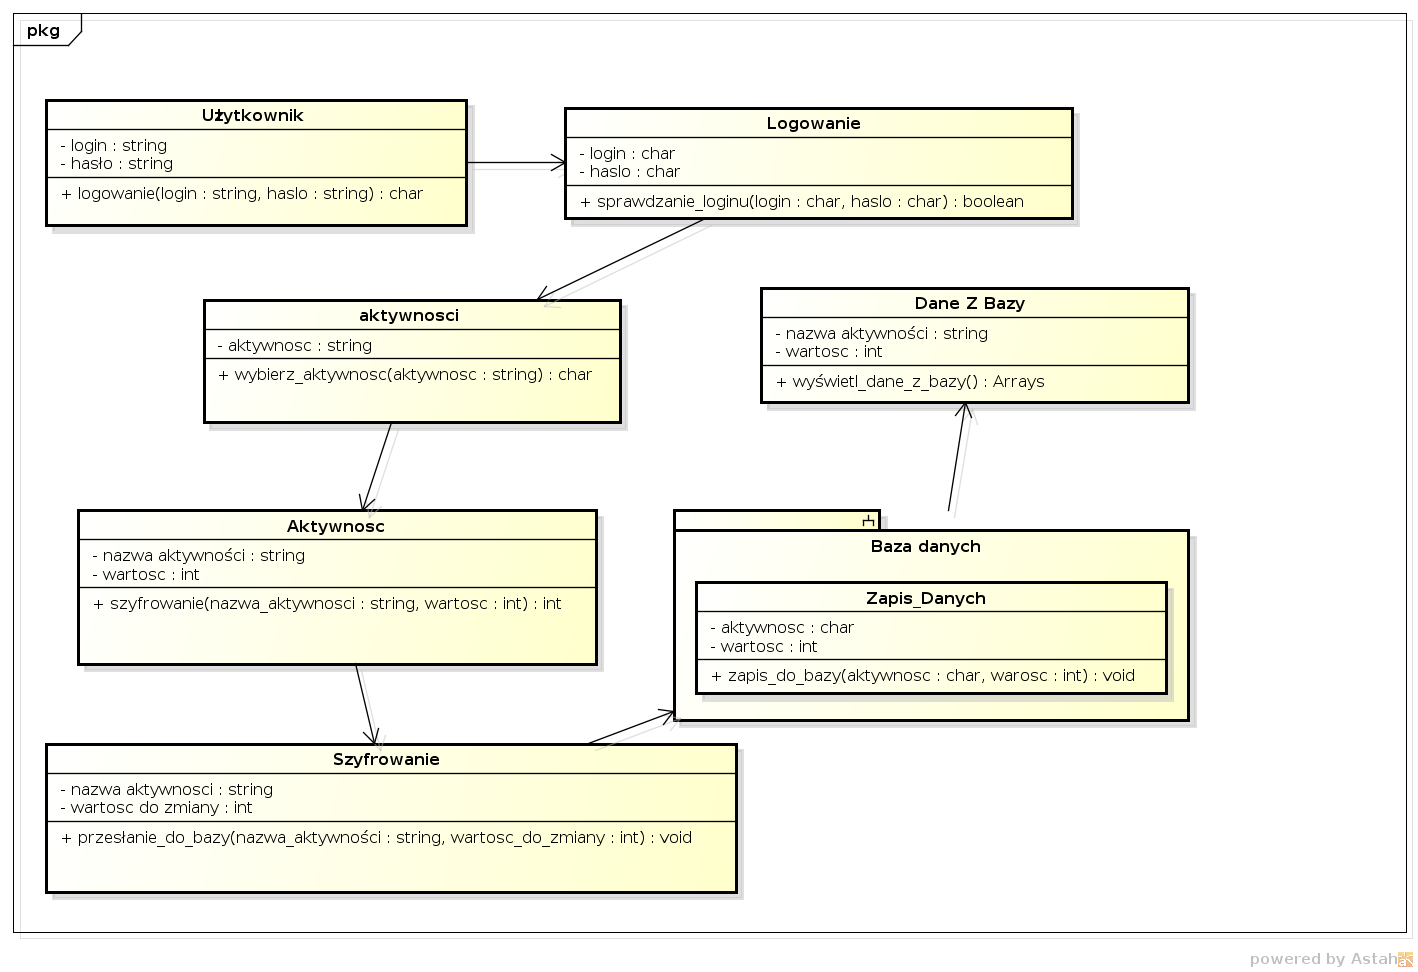 pkg
Użytkownik
- login : string
- hasło : string
+ logowanie(login : string, haslo : string) : char
Logowanie
- login : char
- haslo : char
+ sprawdzanie_loginu(login : char, haslo : char) : boolean
aktywnosci
- aktywnosc : string
+ wybierz_aktywnosc(aktywnosc : string) : char
Dane Z Bazy
- nazwa aktywności : string
- wartosc : int
+ wyświetl_dane_z_bazy() : Arrays
Aktywnosc
- nazwa aktywności : string
- wartosc : int
+ szyfrowanie(nazwa_aktywnosci : string, wartosc : int) : int
Baza danych
Zapis_Danych
- aktywnosc : char
- wartosc : int
+ zapis_do_bazy(aktywnosc : char, warosc : int) : void
Szyfrowanie
- nazwa aktywnosci : string
- wartosc do zmiany : int
+ przesłanie_do_bazy(nazwa_aktywności : string, wartosc_do_zmiany : int) : void
powered by Astah